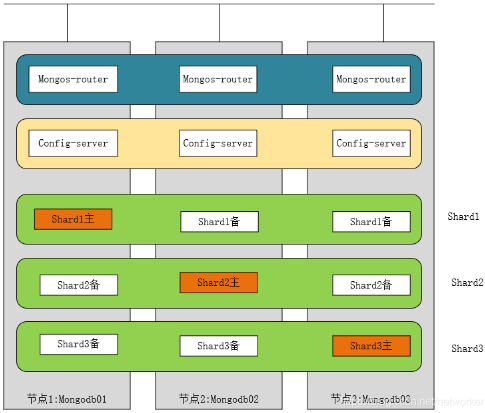 Mongos-router Mongos-router Mongos-router
Config-server Config-server Config-server
Shard1主 Shard1备 Shard1备 Shard1
Shard2备 Shard2主 Shard2备 Shard2
Shard3备 Shard3备 Shard3主 Shard3
节点1:Mongodb01 节点2:Mongodb02 节点3:Mongodb03